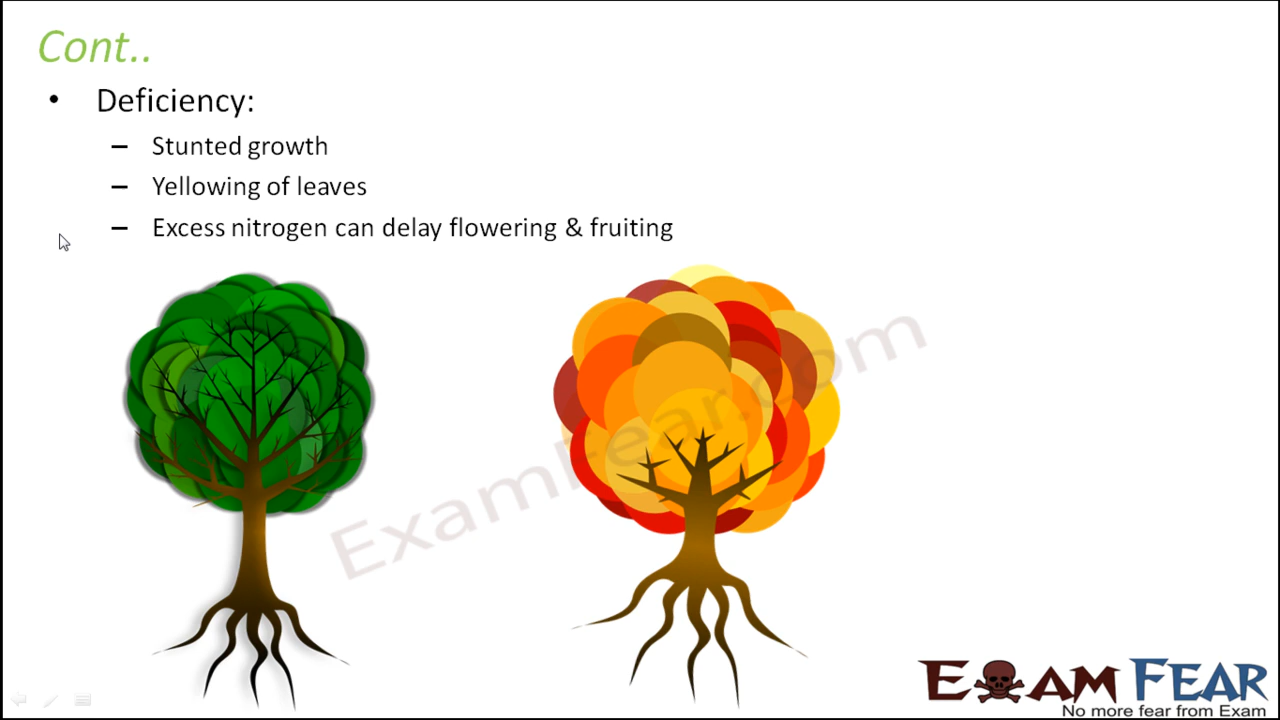 Cont..
• Deficiency:
– Stunted growth
– Yellowing of leaves
– Excess nitrogen can delay flowering & fruiting
ExamFear.com
EXAM FEAR
No more fear from Exam